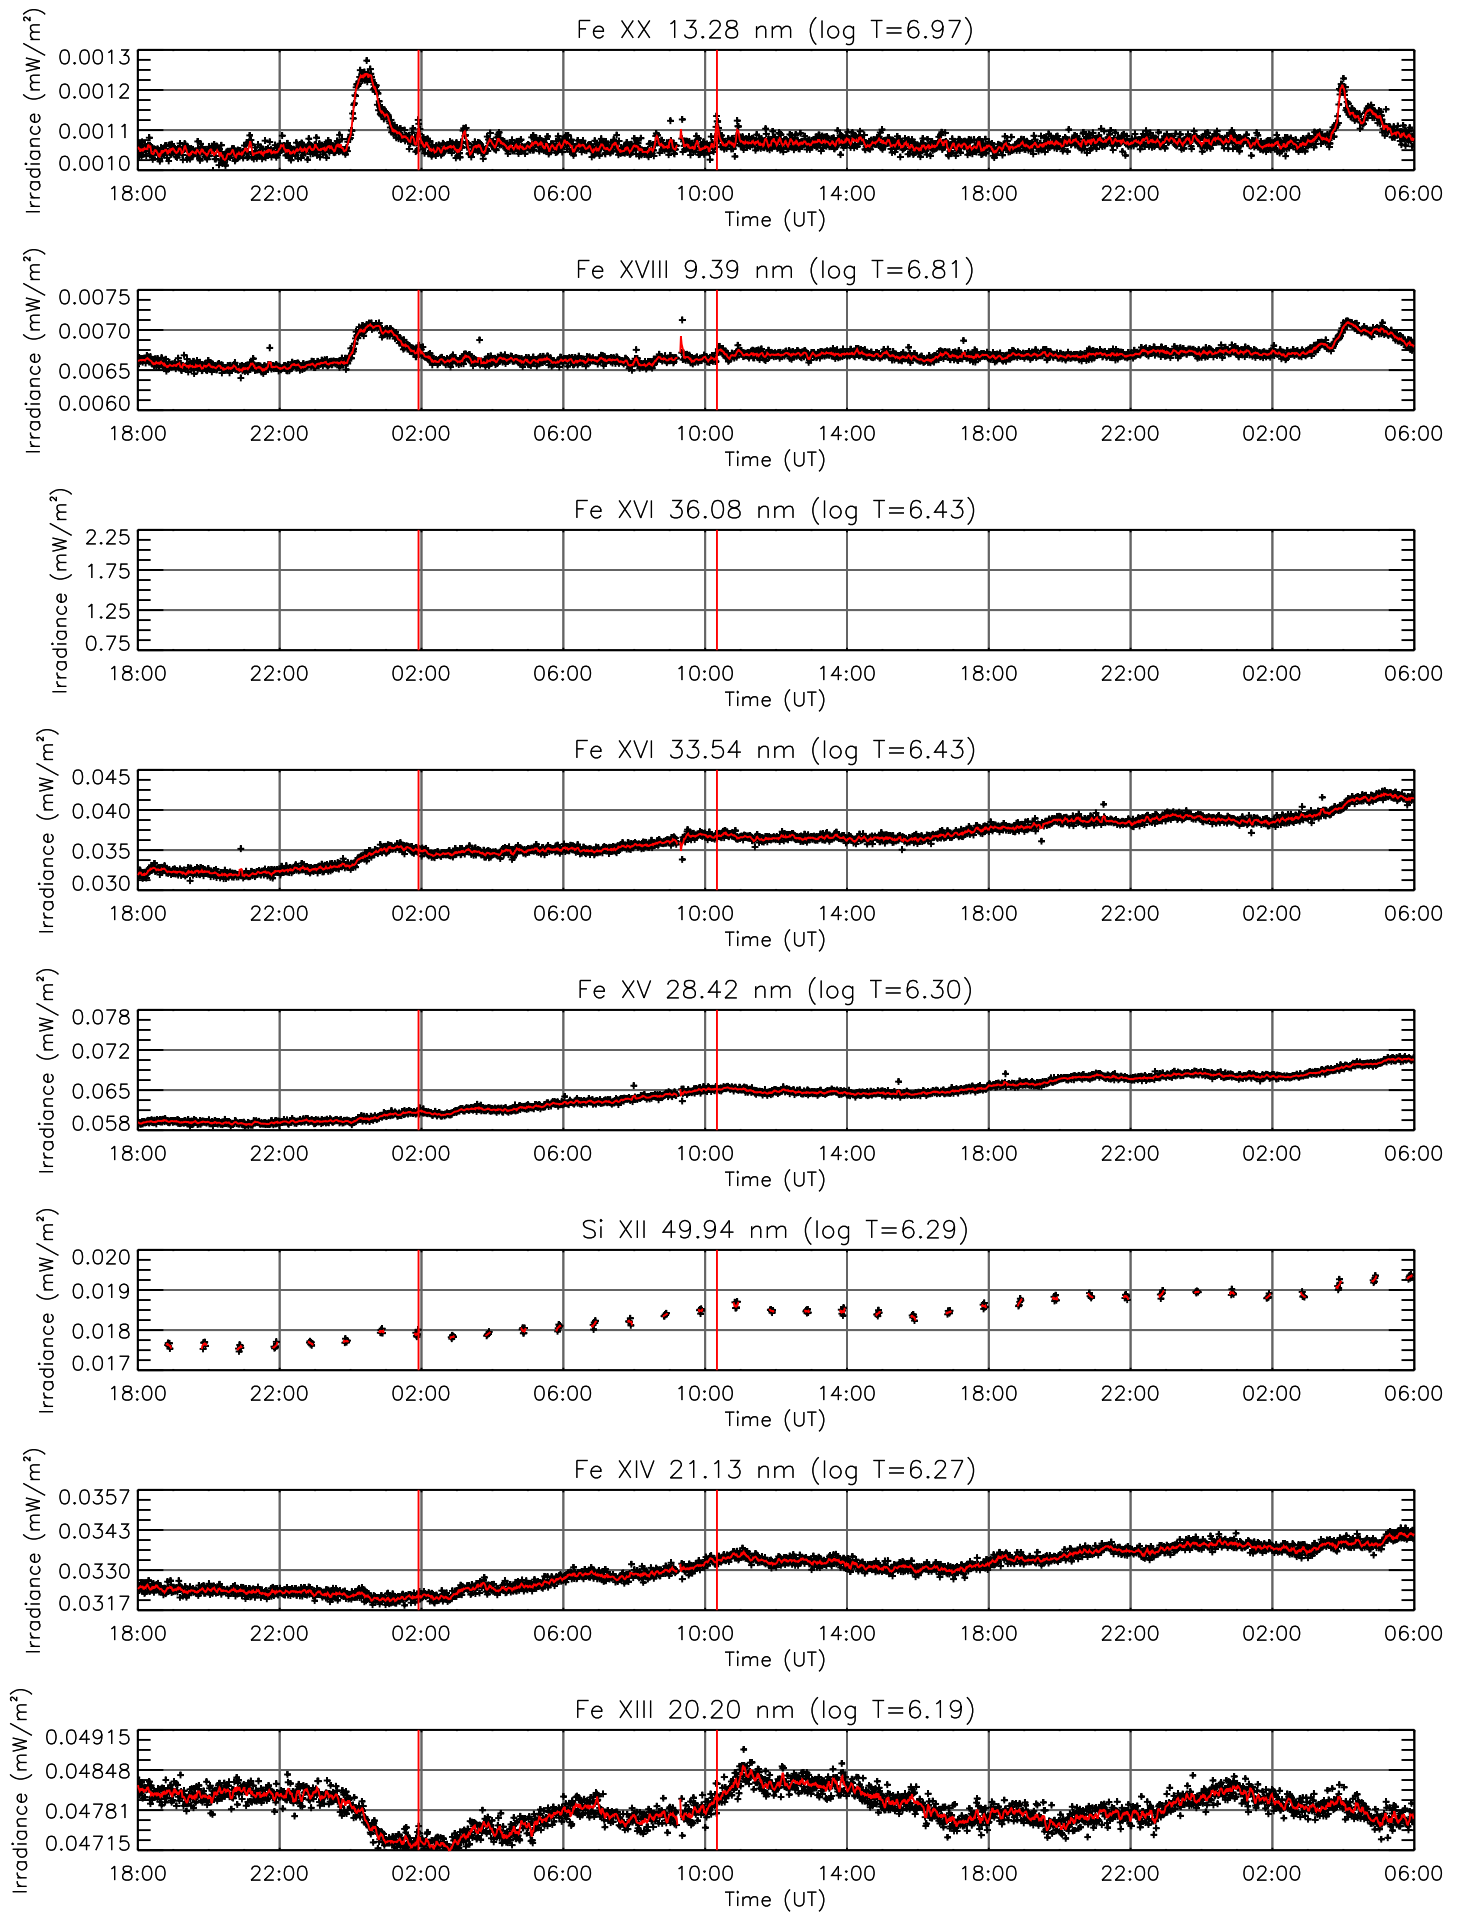 Fe XX 13.28 nm (log T=6.97)
Irradiance (mW/m²)
0.0013
0.0012
0.0011
0.0010
18:00 22:00 02:00 06:00 10:00 14:00 18:00 22:00 02:00 06:00
Time (UT)
Fe XVIII 9.39 nm (log T=6.81)
Irradiance (mW/m²)
0.0075
0.0070
0.0065
0.0060
18:00 22:00 02:00 06:00 10:00 14:00 18:00 22:00 02:00 06:00
Time (UT)
Fe XVI 36.08 nm (log T=6.43)
Irradiance (mW/m²)
2.25
1.75
1.25
0.75
18:00 22:00 02:00 06:00 10:00 14:00 18:00 22:00 02:00 06:00
Time (UT)
Fe XVI 33.54 nm (log T=6.43)
Irradiance (mW/m²)
0.045
0.040
0.035
0.030
18:00 22:00 02:00 06:00 10:00 14:00 18:00 22:00 02:00 06:00
Time (UT)
Fe XV 28.42 nm (log T=6.30)
Irradiance (mW/m²)
0.078
0.072
0.065
0.058
18:00 22:00 02:00 06:00 10:00 14:00 18:00 22:00 02:00 06:00
Time (UT)
Si XII 49.94 nm (log T=6.29)
Irradiance (mW/m²)
0.020
0.019
0.018
0.017
18:00 22:00 02:00 06:00 10:00 14:00 18:00 22:00 02:00 06:00
Time (UT)
Fe XIV 21.13 nm (log T=6.27)
Irradiance (mW/m²)
0.0357
0.0343
0.0330
0.0317
18:00 22:00 02:00 06:00 10:00 14:00 18:00 22:00 02:00 06:00
Time (UT)
Fe XIII 20.20 nm (log T=6.19)
Irradiance (mW/m²)
0.04915
0.04848
0.04781
0.04715
18:00 22:00 02:00 06:00 10:00 14:00 18:00 22:00 02:00 06:00
Time (UT)